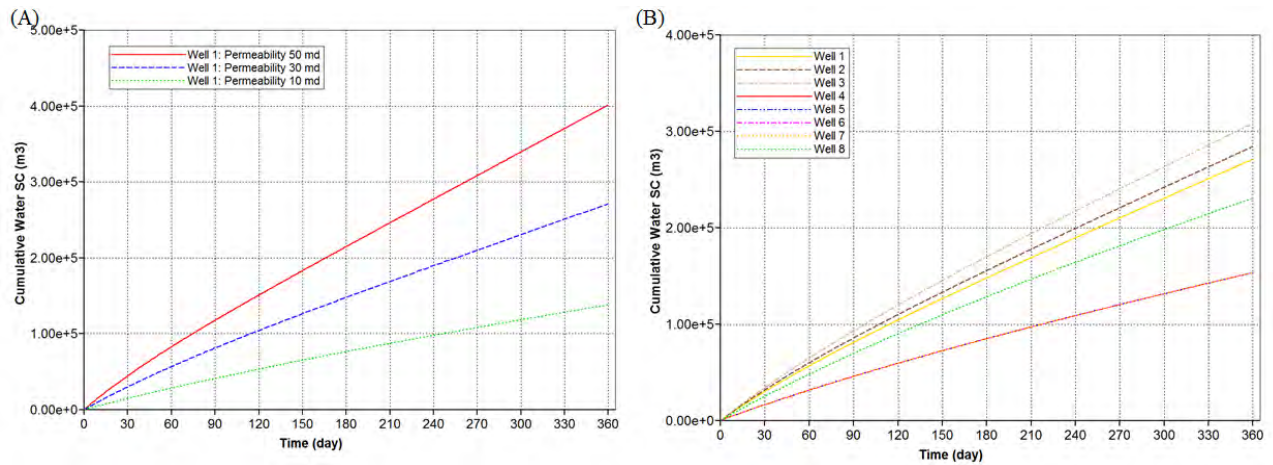 (A)
5.00e+5
4.00e+5
3.00e+5
2.00e+5
1.00e+5
0.00e+0
Cumulative Water SC (m3)
Well 1: Permeability 50 md
Well 1: Permeability 30 md
Well 1: Permeability 10 md
0 30 60 90 120 150 180 210 240 270 300 330 360
Time (day)
(B)
4.00e+5
3.00e+5
2.00e+5
1.00e+5
0.00e+0
Cumulative Water SC (m3)
Well 1
Well 2
Well 3
Well 4
Well 5
Well 6
Well 7
Well 8
0 30 60 90 120 150 180 210 240 270 300 330 360
Time (day)